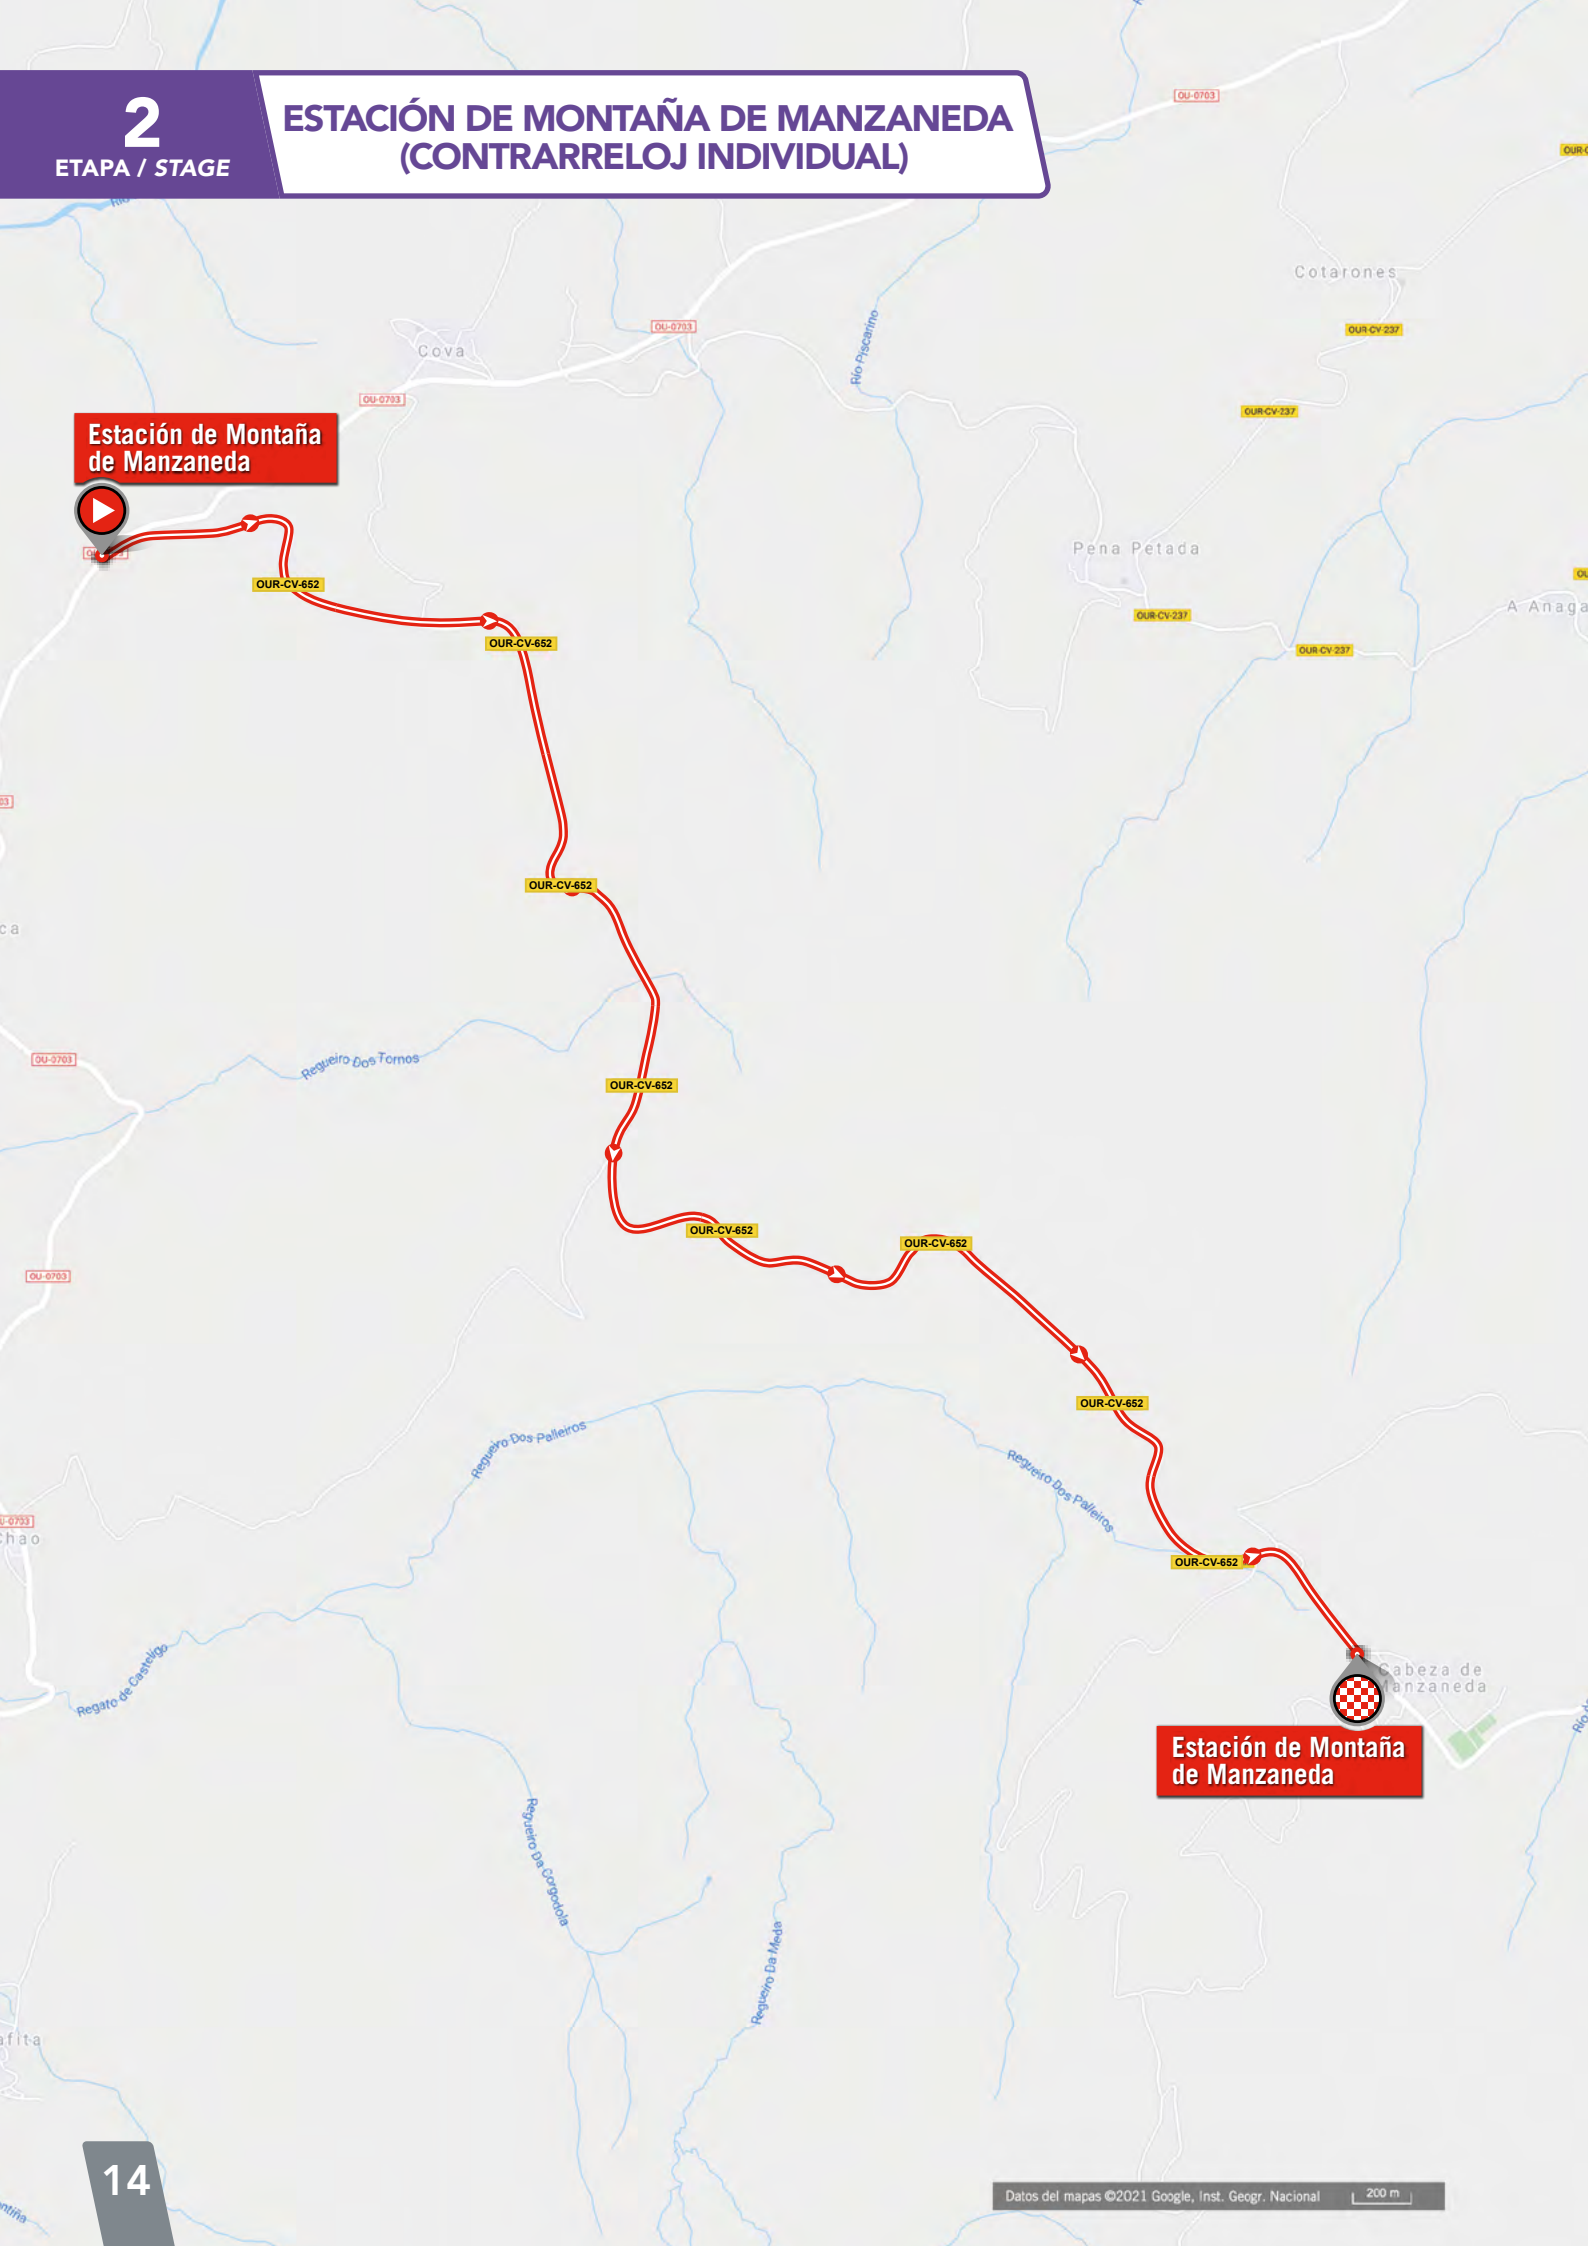 2
ETAPA / STAGE
ESTACIÓN DE MONTAÑA DE MANZANEDA
(CONTRARRELOJ INDIVIDUAL)
OU-0703
Cotarones
OUR-CV-237
OU-0703
Río Piscarino
Cova
OU-0703
OUR-CV-237
Estación de Montaña
de Manzaneda
Pena Petada
OUR-CV-652
A Anaga
OUR-CV-237
OUR-CV-652
OUR-CV-237
OUR-CV-652
Regueiro Dos Tornos
OU-0703
OUR-CV-652
OUR-CV-652
OUR-CV-652
OU-0703
OUR-CV-652
Regueiro Dos Palleiros
Regueiro Dos Palleiros
OUR-CV-652
Regato de Casteligo
Cabeza de
Manzaneda
Estación de Montaña
de Manzaneda
Regueiro Da Corgodola
Regueiro Da Meda
14
Datos del mapas ©2021 Google, Inst. Geogr. Nacional
200 m